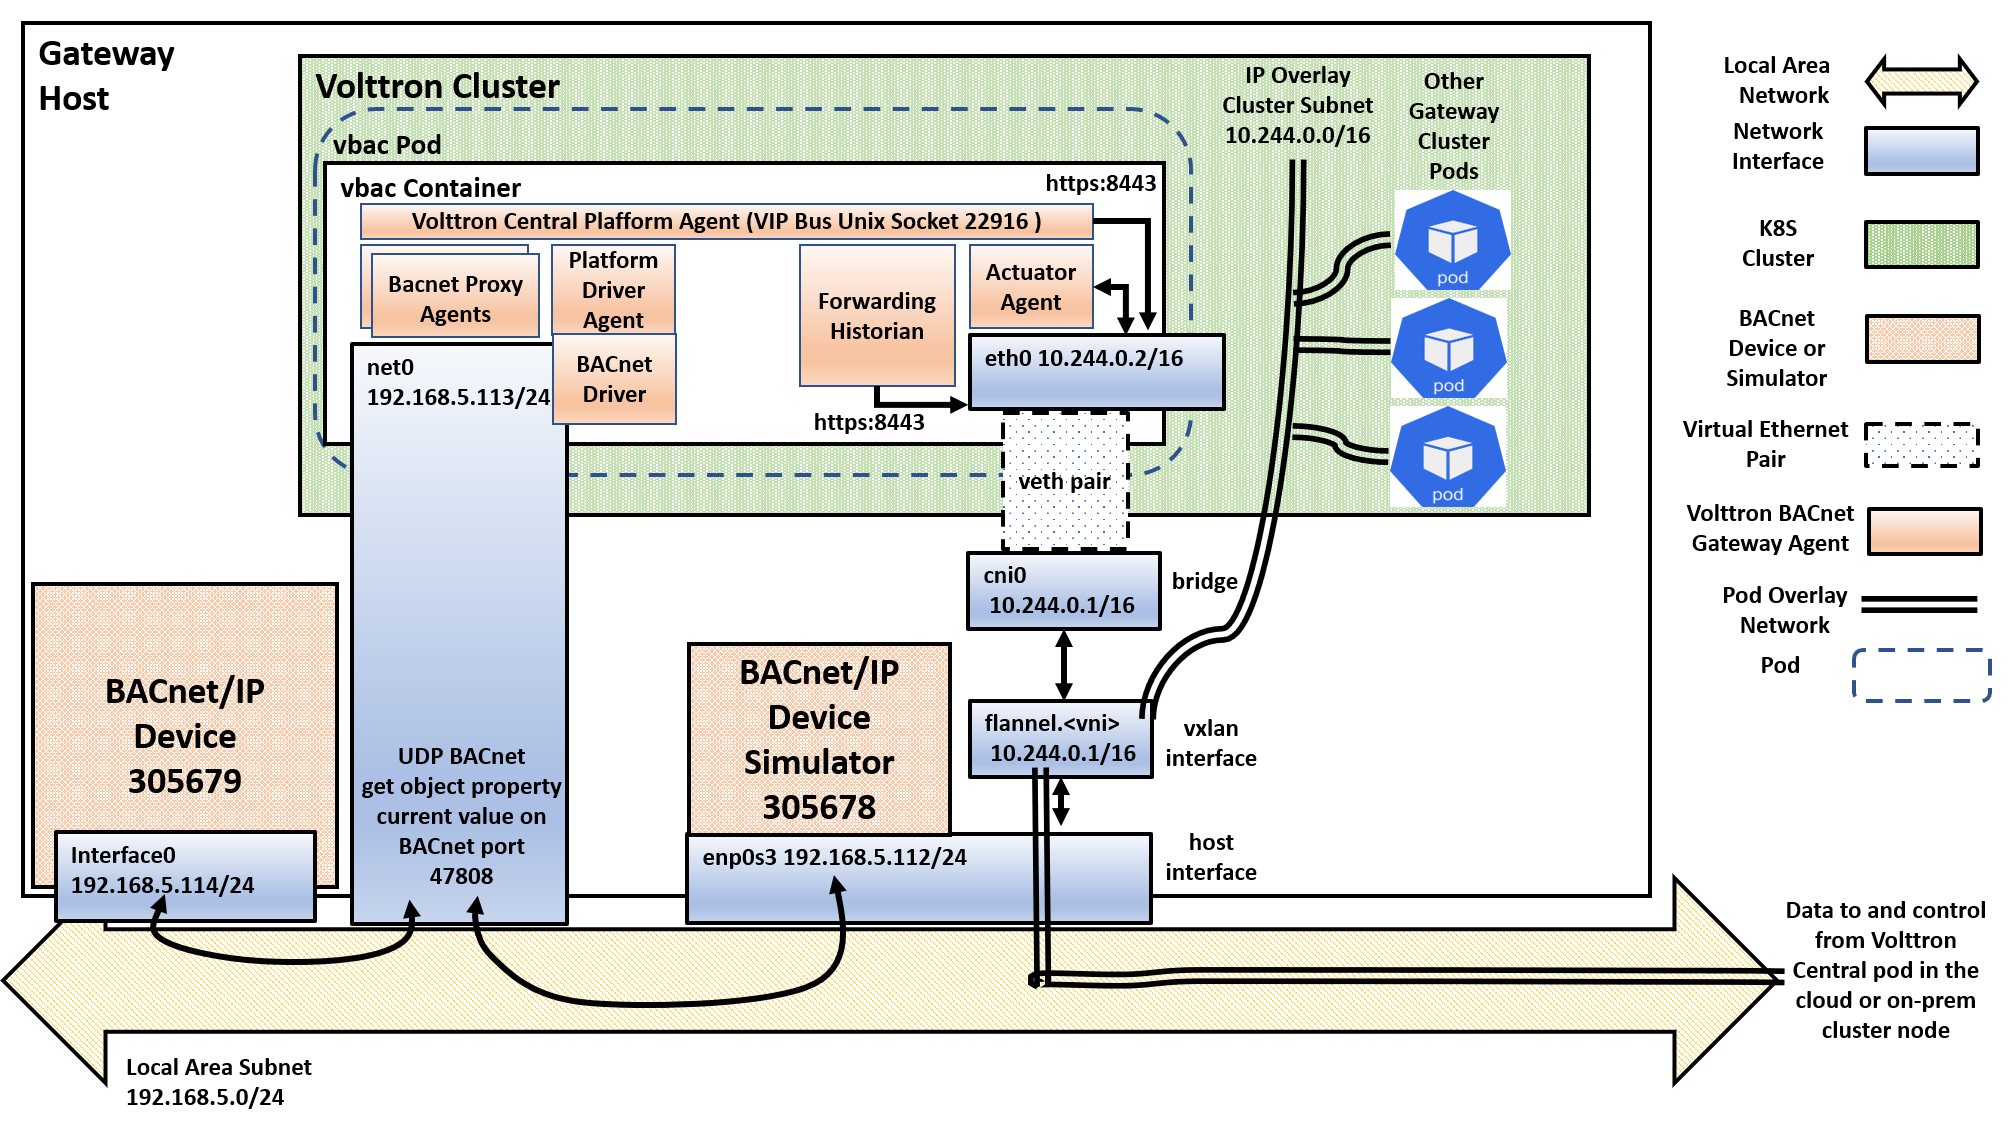 Gateway
Host
Volttron Cluster
vbac Pod
vbac Container
https:8443
Volttron Central Plafform Agent (VIP Bus Unix Socket 22916 )
Bacnet Proxy
Agents
Platform
Driver
Agent
BACnet
Driver
Forwarding
Historian
Actuator
Agent
https:8443
eth0 10.244.0.2/16
net0
192.168.5.113/24
UDP BACnet
get object property
current value on
BACnet port
47808
veth pair
cni0
10.244.0.1/16
bridge
flannel.<vni>
10.244.0.1/16
vxlan
interface
enp0s3 192.168.5.112/24
host
interface
BACnet/IP
Device
Simulator
305678
BACnet/IP
Device
305679
Interface0
192.168.5.114/24
IP Overlay
Cluster Subnet
10.244.0.0/16
Other
Gateway
Cluster
Pods
pod
pod
pod
Local Area Subnet
192.168.5.0/24
Data to and control
from Volttron
Central pod in the
cloud or on-prem
cluster node
Local Area
Network
Network
Interface
K8S
Cluster
BACnet
Device or
Simulator
Virtual Ethernet
Pair
Volttron BACnet
Gateway Agent
Pod Overlay
Network
Pod